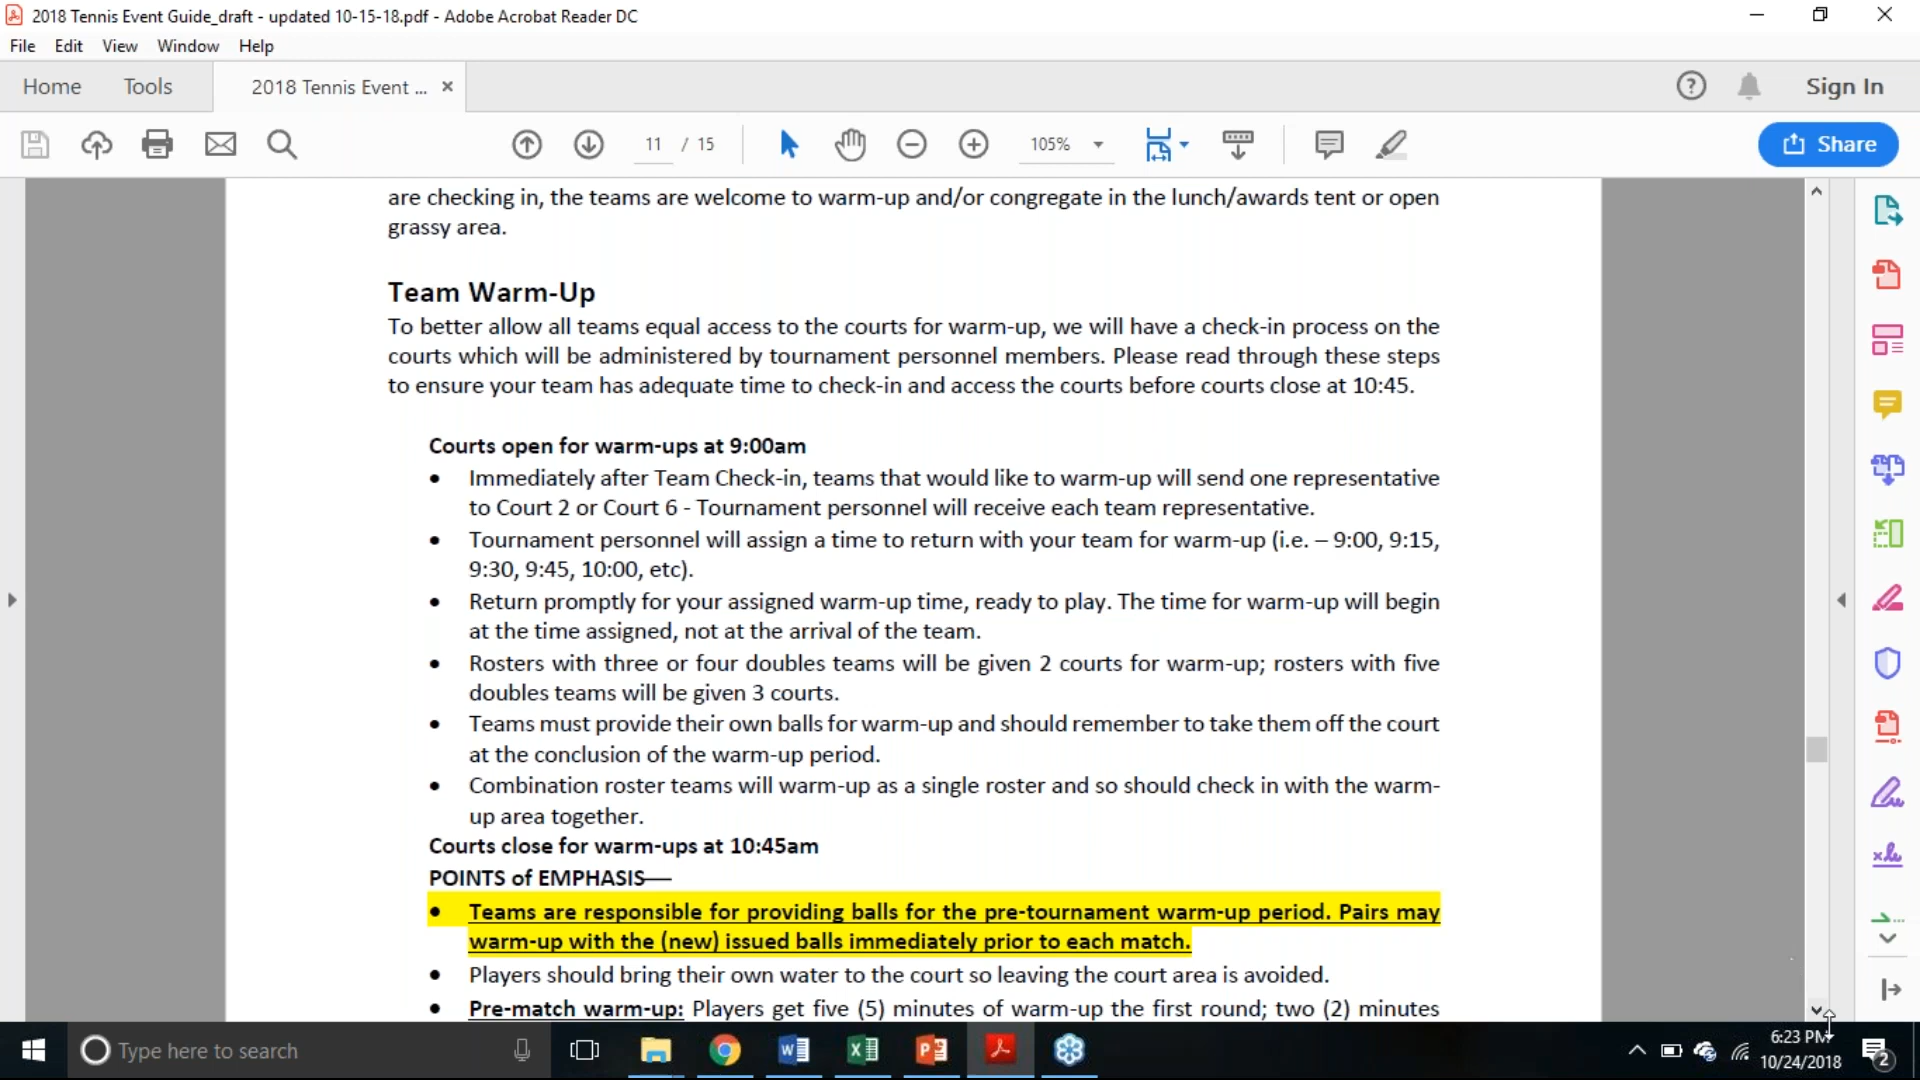 2018 Tennis Event Guide_draft - updated 10-15-18.pdf - Adobe Acrobat Reader DC
File Edit View Window Help
Home Tools 2018 Tennis Event ... × Sign In
11 / 15 105% Share
are checking in, the teams are welcome to warm-up and/or congregate in the lunch/awards tent or open
grassy area.
Team Warm-Up
To better allow all teams equal access to the courts for warm-up, we will have a check-in process on the
courts which will be administered by tournament personnel members. Please read through these steps
to ensure your team has adequate time to check-in and access the courts before courts close at 10:45.
Courts open for warm-ups at 9:00am
• Immediately after Team Check-in, teams that would like to warm-up will send one representative
to Court 2 or Court 6 - Tournament personnel will receive each team representative.
• Tournament personnel will assign a time to return with your team for warm-up (i.e. – 9:00, 9:15,
9:30, 9:45, 10:00, etc).
• Return promptly for your assigned warm-up time, ready to play. The time for warm-up will begin
at the time assigned, not at the arrival of the team.
• Rosters with three or four doubles teams will be given 2 courts for warm-up; rosters with five
doubles teams will be given 3 courts.
• Teams must provide their own balls for warm-up and should remember to take them off the court
at the conclusion of the warm-up period.
• Combination roster teams will warm-up as a single roster and so should check in with the warm-
up area together.
Courts close for warm-ups at 10:45am
POINTS of EMPHASIS—
• Teams are responsible for providing balls for the pre-tournament warm-up period. Pairs may
warm-up with the (new) issued balls immediately prior to each match.
• Players should bring their own water to the court so leaving the court area is avoided.
• Pre-match warm-up: Players get five (5) minutes of warm-up the first round; two (2) minutes
Type here to search
6:23 PM
10/24/2018
2